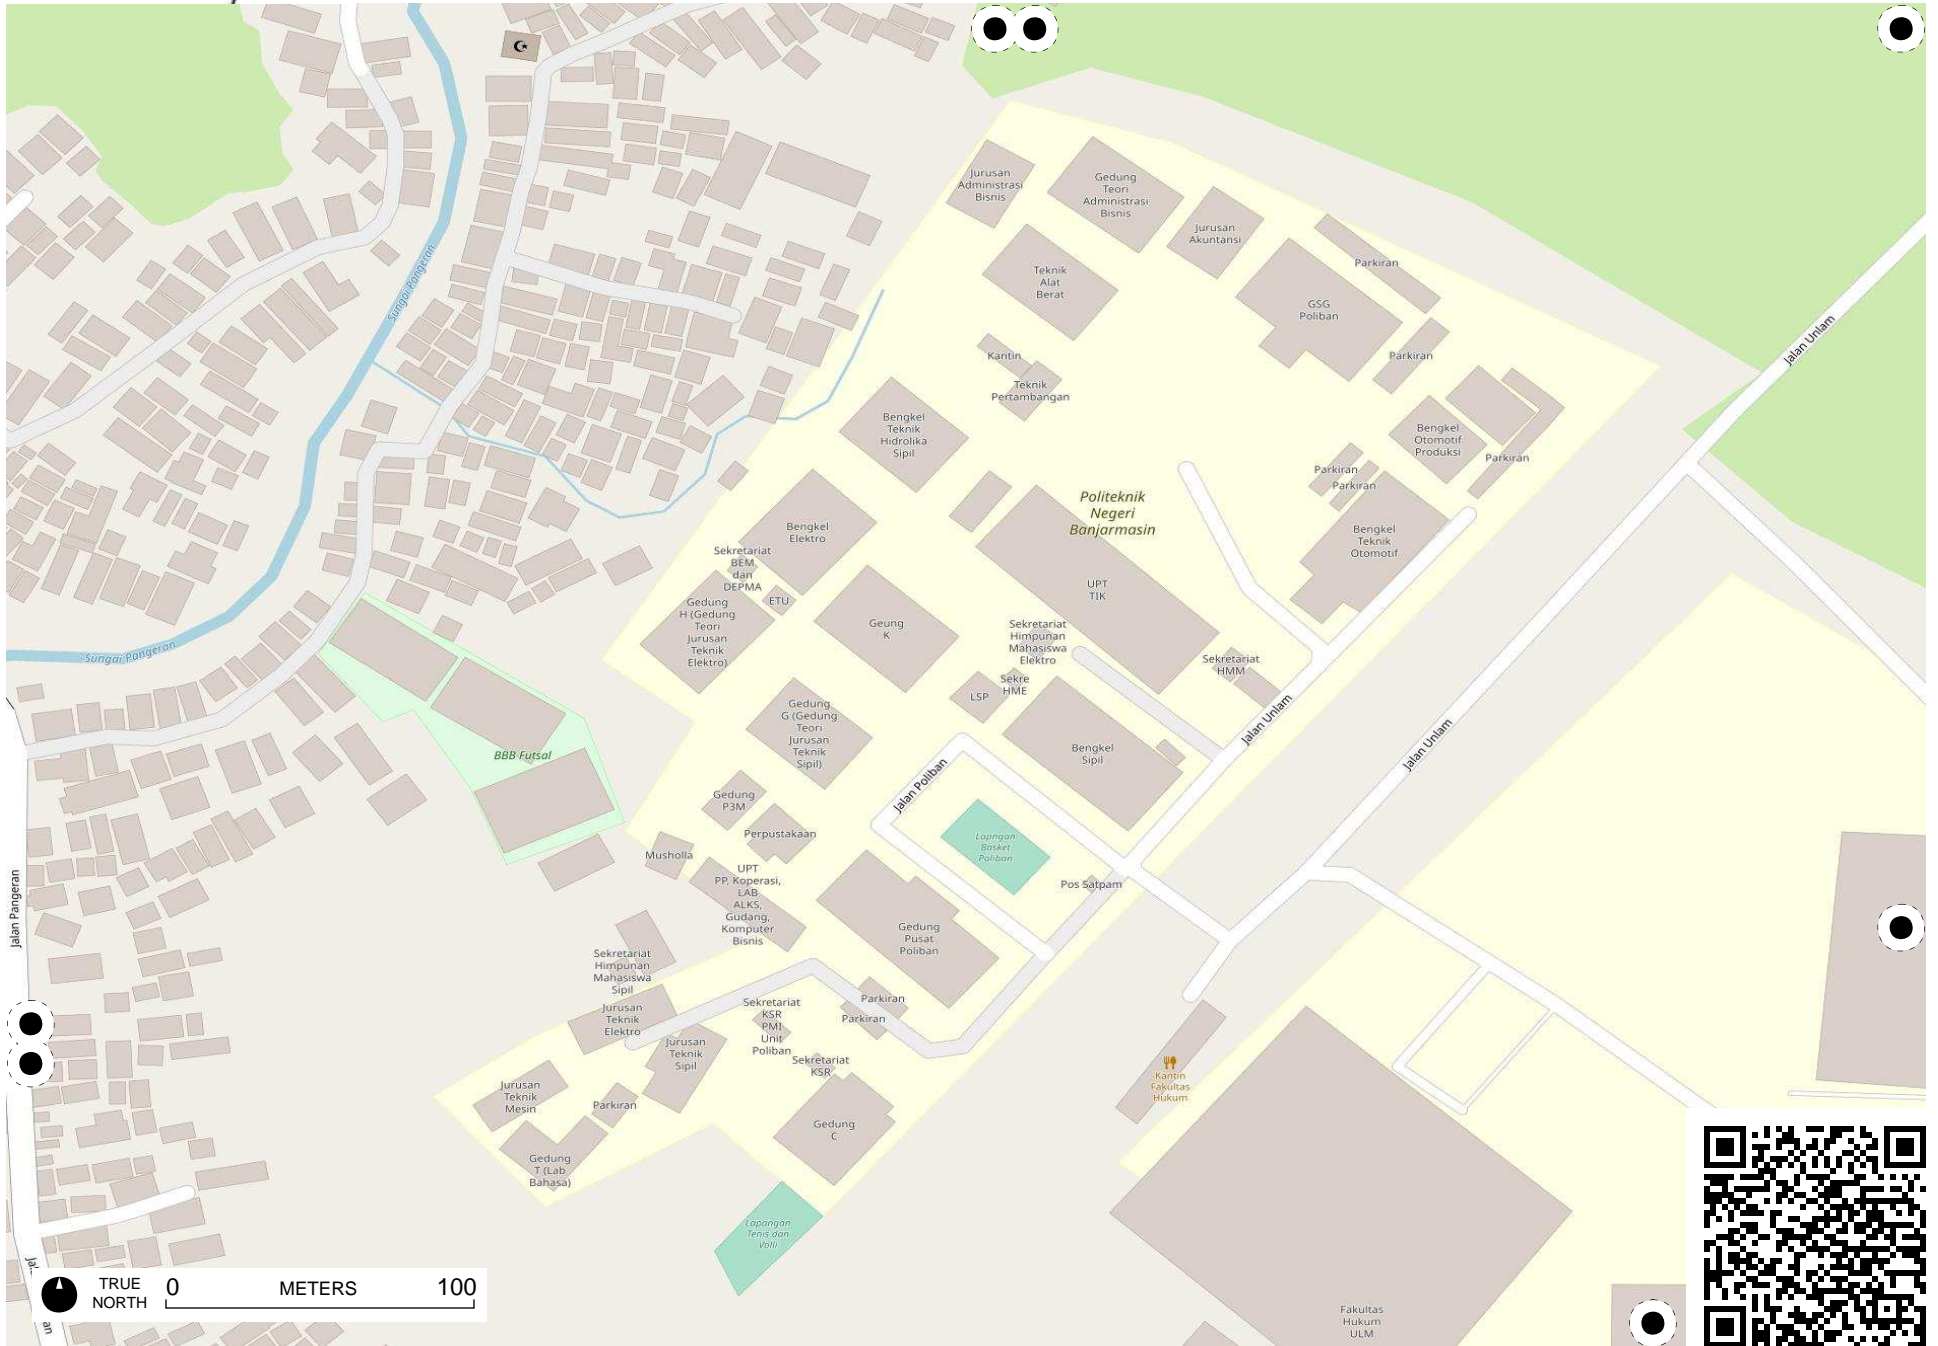 Jurusan
Administrasi
Bisnis
Gedung
Teori
Administrasi
Bisnis
Jurusan
Akuntansi
Parkiran
Teknik
Alat
Berat
GSG
Poliban
Sungai Pangeran
Jalan Unlam
Kantin
Parkiran
Teknik
Pertambangan
Bengkel
Teknik
Hidrolika
Sipil
Bengkel
Otomotif
Produksi
Parkiran
Parkiran
Parkiran
Politeknik
Negeri
Banjarmasin
Bengkel
Elektro
Bengkel
Teknik
Otomotif
Sekretariat
BEM
dan
DEPMA
UPT
TIK
ETU
Gedung
H (Gedung
Teori
Jurusan
Teknik
Elektro)
Geung
K
Sekretariat
Himpunan
Mahasiswa
Elektro
Sungai Pangeran
Sekretariat
HMM
Sekre
HME
LSP
Gedung
G (Gedung
Teori
Jurusan
Teknik
Sipil)
Jalan Unlam
Jalan Unlam
BBB Futsal
Bengkel
Sipil
Jalan Poliban
Gedung
P3M
Perpustakaan
Lapngan
Basket
Poliban
Musholla
UPT
PP, Koperasi,
LAB
ALKS,
Gudang,
Komputer
Bisnis
Pos Satpam
Jalan Pangeran
Gedung
Pusat
Poliban
Sekretariat
Himpunan
Mahasiswa
Sipil
Parkiran
Parkiran
Jurusan
Teknik
Elektro
Sekretariat
KSR
PMI
Unit
Poliban
Jurusan
Teknik
Sipil
Sekretariat
KSR
Kantin
Fakultas
Hukum
Jurusan
Teknik
Mesin
Parkiran
Gedung
C
Gedung
T (Lab
Bahasa)
Lapangan
Tenis dan
Volli
TRUE
NORTH
0 METERS 100
Fakultas
Hukum
ULM